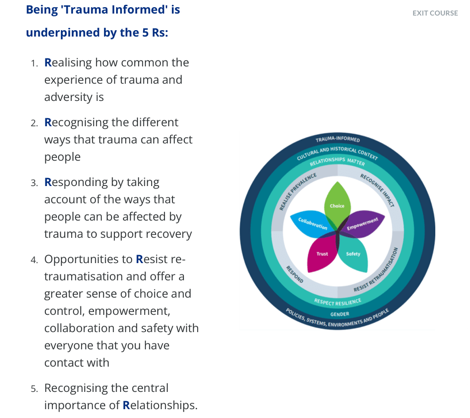 Being 'Trauma Informed' is
underpinned by the 5 Rs:
EXIT COURSE
1. Realising how common the
experience of trauma and
adversity is
2. Recognising the different
ways that trauma can affect
people
3. Responding by taking
account of the ways that
people can be affected by
trauma to support recovery
4. Opportunities to Resist re-
traumatisation and offer a
greater sense of choice and
control, empowerment,
collaboration and safety with
everyone that you have
contact with
5. Recognising the central
importance of Relationships.
TRAUMA-INFORMED
CULTURAL AND HISTORICAL CONTEXT
RELATIONSHIPS MATTER
REALISE PREVALENCE
RECOGNISE IMPACT
Choice
Collaboration
Empowerment
Trust
Safety
RESPOND
RESIST RETRAUMATISATION
RESPECT RESILIENCE
GENDER
POLICIES, SYSTEMS, ENVIRONMENTS AND PEOPLE